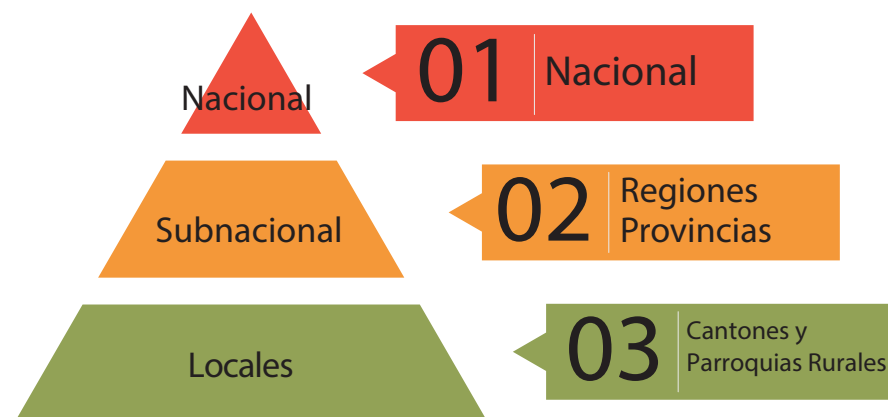 Nacional
01 Nacional
Subnacional
02 Regiones
Provincias
Locales
03 Cantones y
Parroquias Rurales